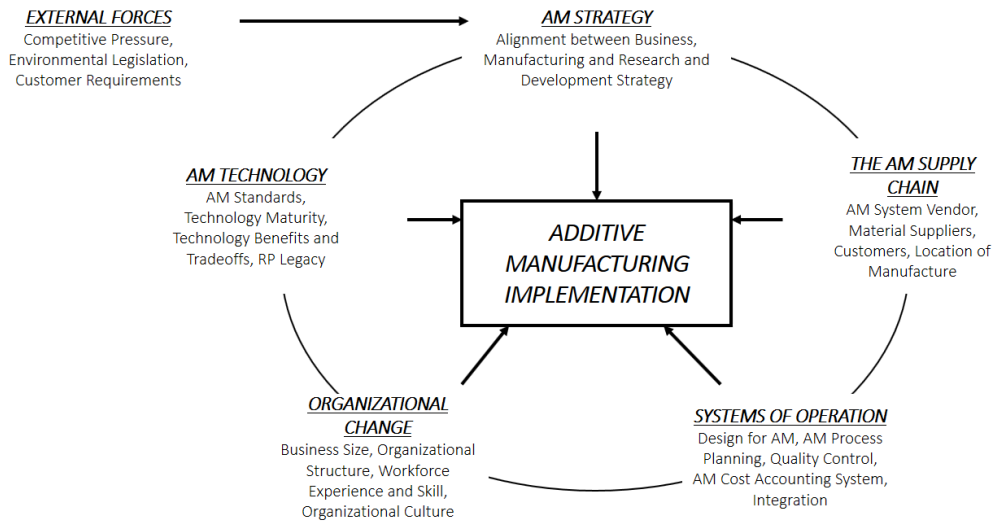 EXTERNAL FORCES
Competitive Pressure,
Environmental Legislation,
Customer Requirements
AM STRATEGY
Alignment between Business,
Manufacturing and Research and
Development Strategy
AM TECHNOLOGY
AM Standards,
Technology Maturity,
Technology Benefits and
Tradeoffs, RP Legacy
ADDITIVE
MANUFACTURING
IMPLEMENTATION
THE AM SUPPLY
CHAIN
AM System Vendor,
Material Suppliers,
Customers, Location of
Manufacture
ORGANIZATIONAL
CHANGE
Business Size, Organizational
Structure, Workforce
Experience and Skill,
Organizational Culture
SYSTEMS OF OPERATION
Design for AM, AM Process
Planning, Quality Control,
AM Cost Accounting System,
Integration